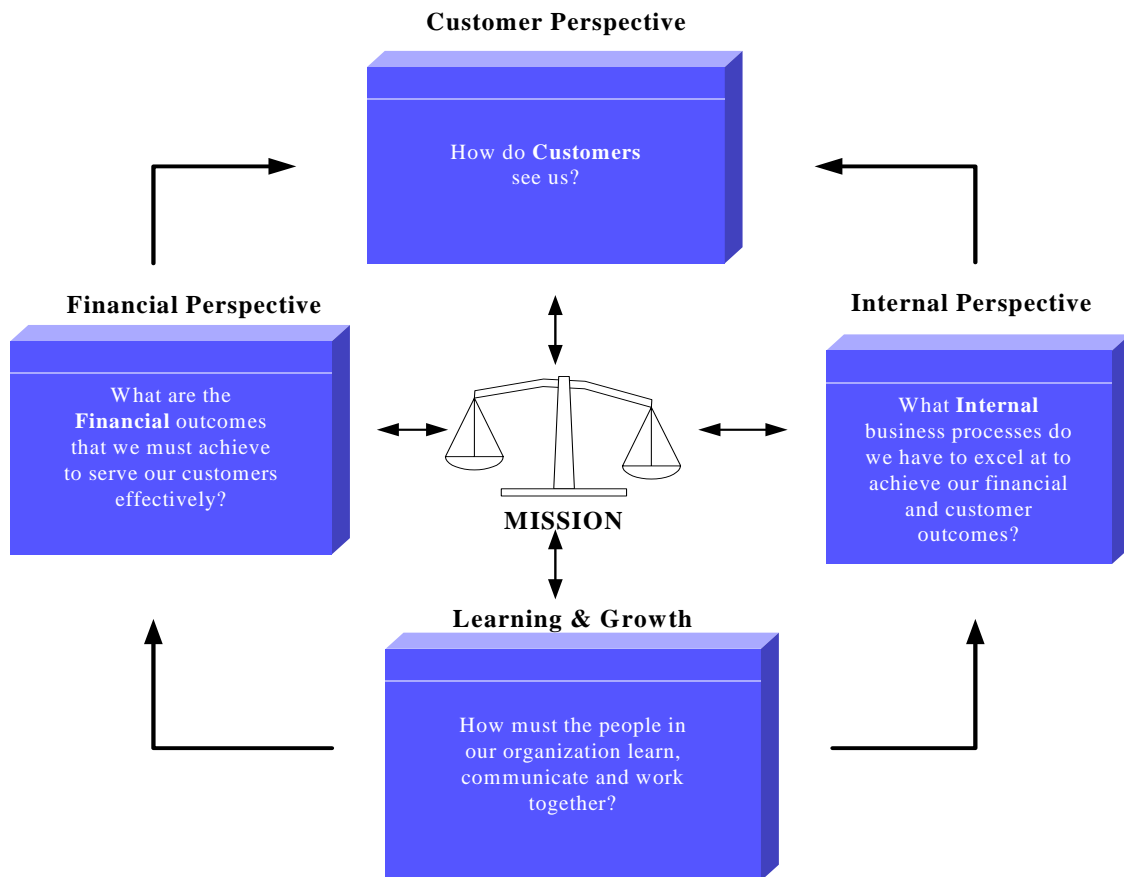 Customer Perspective
How do Customers
see us?
Financial Perspective
What are the
Financial outcomes
that we must achieve
to serve our customers
effectively?
Internal Perspective
What Internal
business processes do
we have to excel at to
achieve our financial
and customer
outcomes?
MISSION
Learning & Growth
How must the people in
our organization learn,
communicate and work
together?